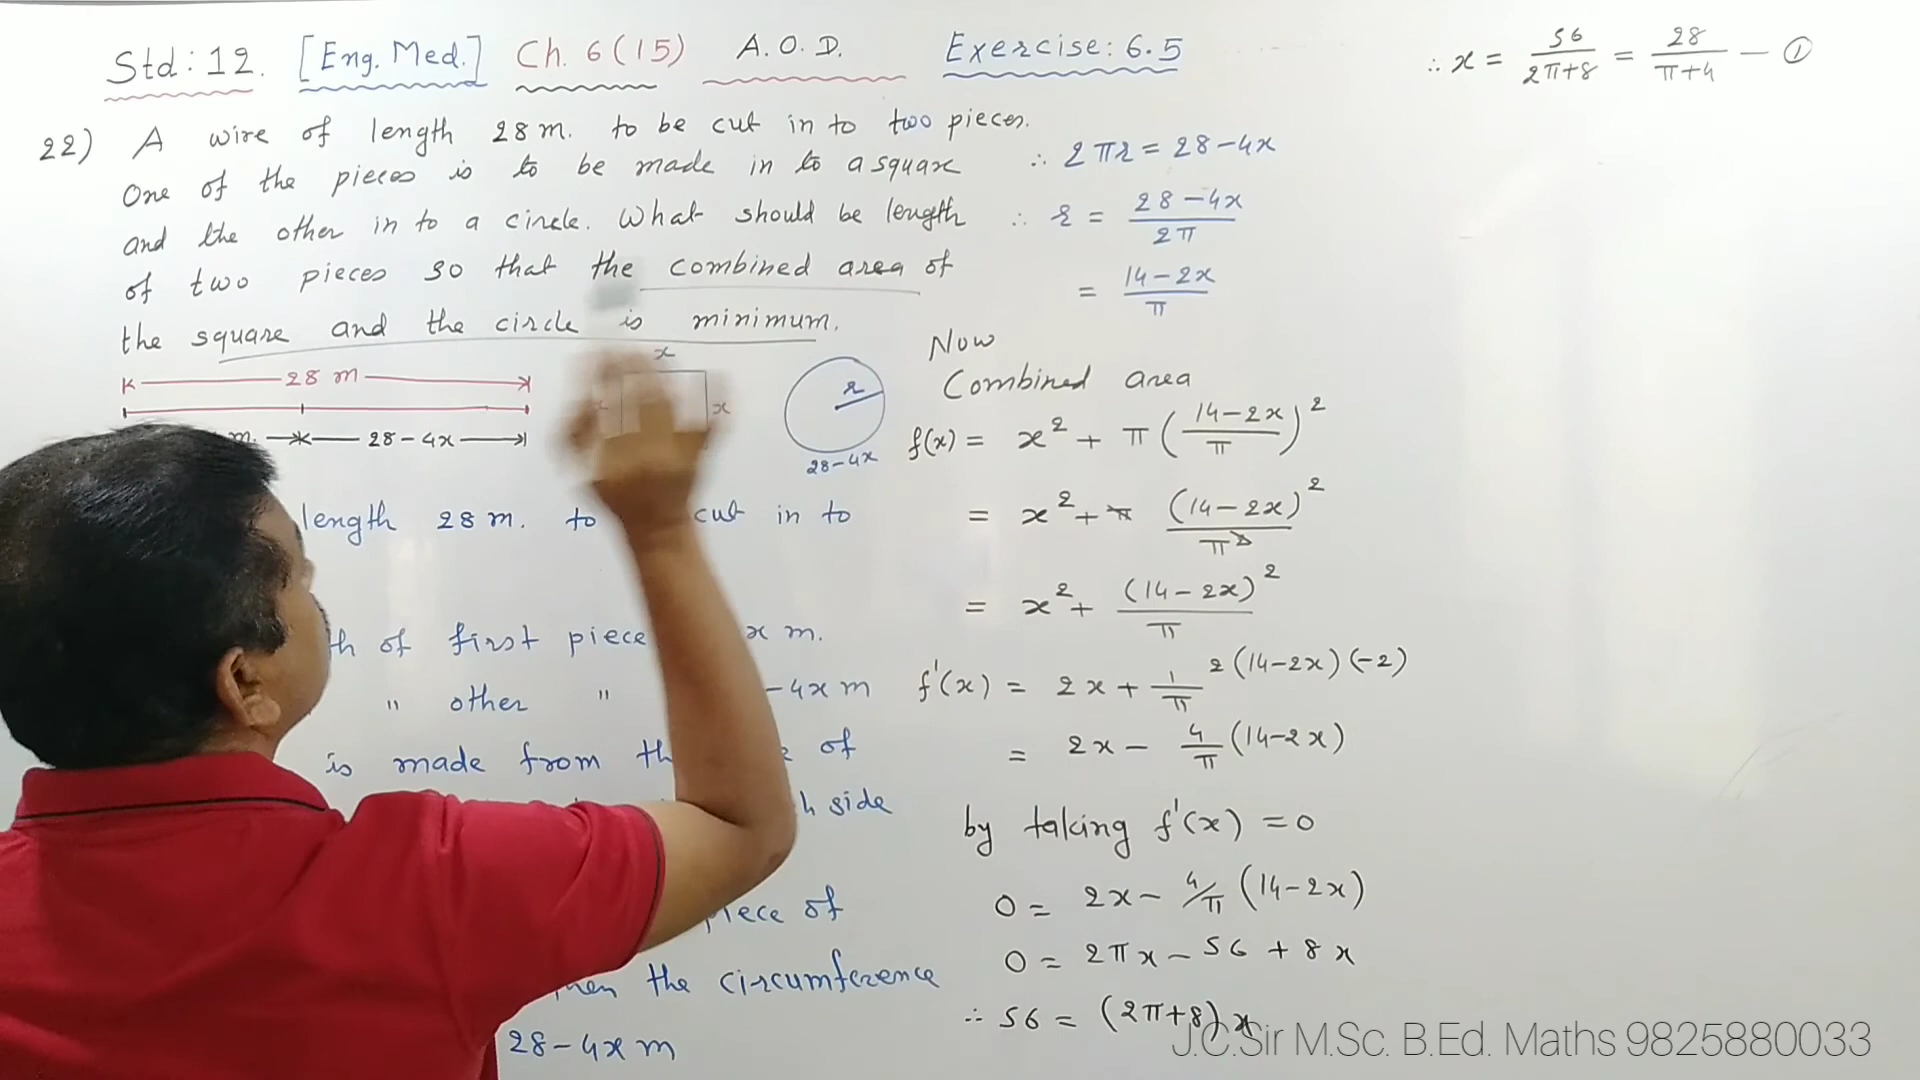 Std: 12. [Eng. Med.] Ch. 6 (15) A. O. D. Exercise: 6.5
22) A wire of length 28 m. to be cut in to two pieces.
One of the pieces is to be made in to a square
and the other in to a circle. What should be length
of two pieces so that the combined area of
the square and the circle is minimum.
28 m
m. 28 - 4x
x
x
x
r
28 - 4x
length 28 m. to cut in to
of first piece x m.
" other " - 4x m
is made from of
side
of
the circumference
28 - 4x m
∴ 2πr = 28 - 4x
∴ r = (28 - 4x)/2π
= (14 - 2x)/π
Now
Combined area
f(x) = x² + π((14 - 2x)/π)²
= x² + π (14 - 2x)²/π²
= x² + (14 - 2x)²/π
f'(x) = 2x + 1/π 2(14 - 2x)(-2)
= 2x - 4/π (14 - 2x)
by taking f'(x) = 0
0 = 2x - 4/π (14 - 2x)
0 = 2πx - 56 + 8x
∴ 56 = (2π + 8) x
∴ x = 56/(2π + 8) = 28/(π + 4) — ①
J.C.Sir M.Sc. B.Ed. Maths 9825880033